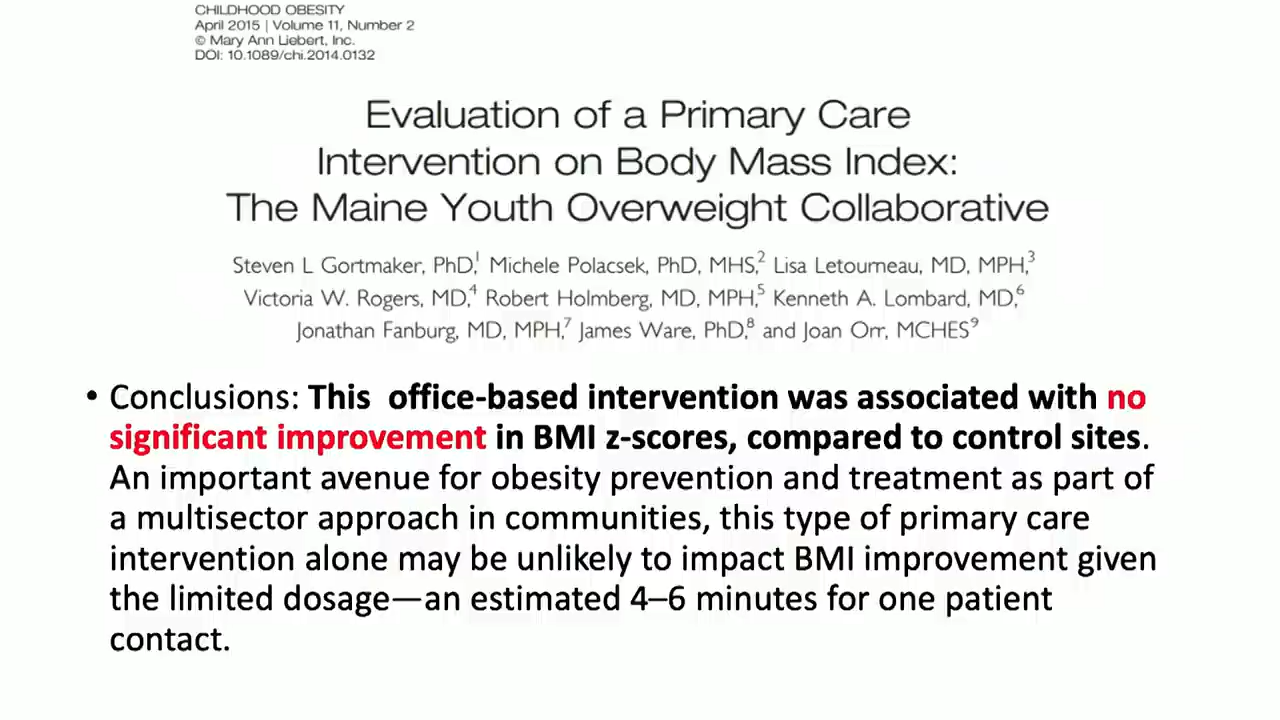 CHILDHOOD OBESITY
April 2015 | Volume 11, Number 2
© Mary Ann Liebert, Inc.
DOI: 10.1089/chi.2014.0132
Evaluation of a Primary Care
Intervention on Body Mass Index:
The Maine Youth Overweight Collaborative
Steven L Gortmaker, PhD,1 Michele Polacsek, PhD, MHS,2 Lisa Letourneau, MD, MPH,3
Victoria W. Rogers, MD,4 Robert Holmberg, MD, MPH,5 Kenneth A. Lombard, MD,6
Jonathan Fanburg, MD, MPH,7 James Ware, PhD,8 and Joan Orr, MCHES9
• Conclusions: This office-based intervention was associated with no
significant improvement in BMI z-scores, compared to control sites.
An important avenue for obesity prevention and treatment as part of
a multisector approach in communities, this type of primary care
intervention alone may be unlikely to impact BMI improvement given
the limited dosage—an estimated 4–6 minutes for one patient
contact.